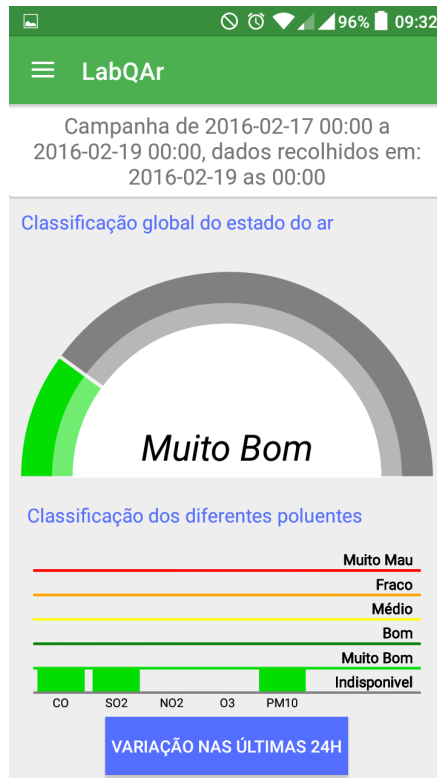 96% 09:32
LabQAr
Campanha de 2016-02-17 00:00 a
2016-02-19 00:00, dados recolhidos em:
2016-02-19 as 00:00
Classificação global do estado do ar
Muito Bom
Classificação dos diferentes poluentes
Muito Mau
Fraco
Médio
Bom
Muito Bom
Indisponivel
CO SO2 NO2 O3 PM10
VARIAÇÃO NAS ÚLTIMAS 24H